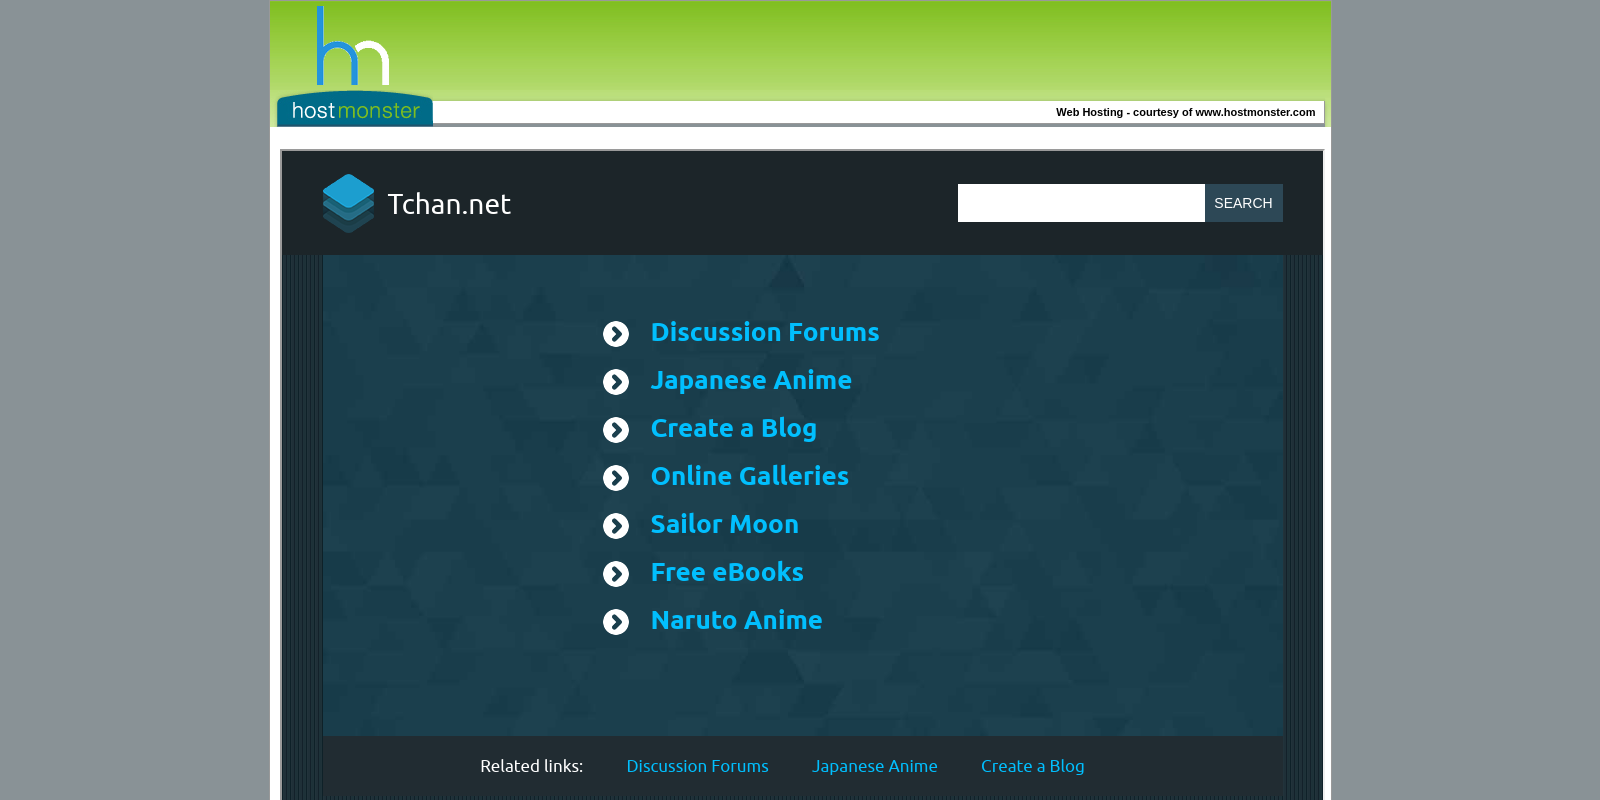 hn
hostmonster
Web Hosting - courtesy of www.hostmonster.com
Tchan.net
SEARCH
Discussion Forums
Japanese Anime
Create a Blog
Online Galleries
Sailor Moon
Free eBooks
Naruto Anime
Related links: Discussion Forums Japanese Anime Create a Blog